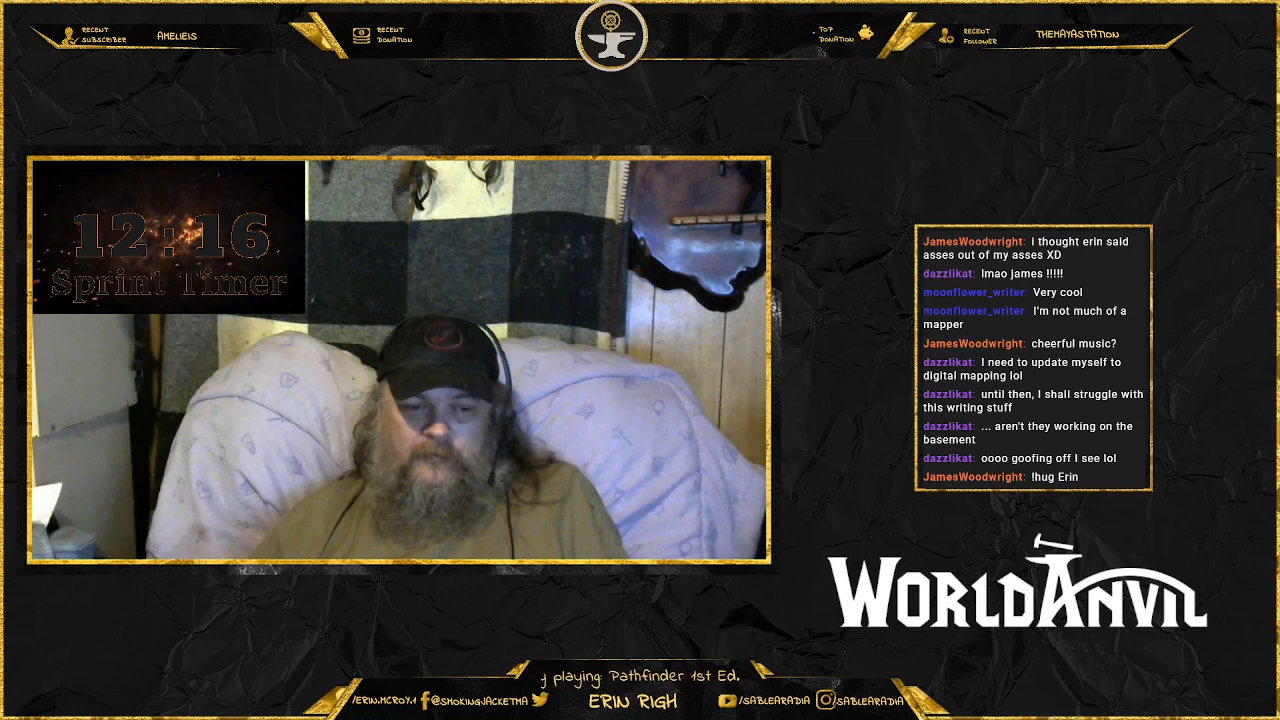 RECENT
SUBSCRIBER
AMELIEIS
RECENT
DONATION
TOP
DONATION
RECENT
FOLLOWER
THEMAYASTATION
12:16
Sprint Timer
JamesWoodwright: i thought erin said
asses out of my asses XD
dazzlikat: lmao james !!!!!
moonflower_writer: Very cool
moonflower_writer: I'm not much of a
mapper
JamesWoodwright: cheerful music?
dazzlikat: I need to update myself to
digital mapping lol
dazzlikat: until then, I shall struggle with
this writing stuff
dazzlikat: ... aren't they working on the
basement
dazzlikat: oooo goofing off I see lol
JamesWoodwright: !hug Erin
WORLDANVIL
y playing: Pathfinder 1st Ed.
/ERIN.MCROY.1 @SMOKINGJACKETMA ERIN RIGH /SABLEARADIA /SABLEARADIA